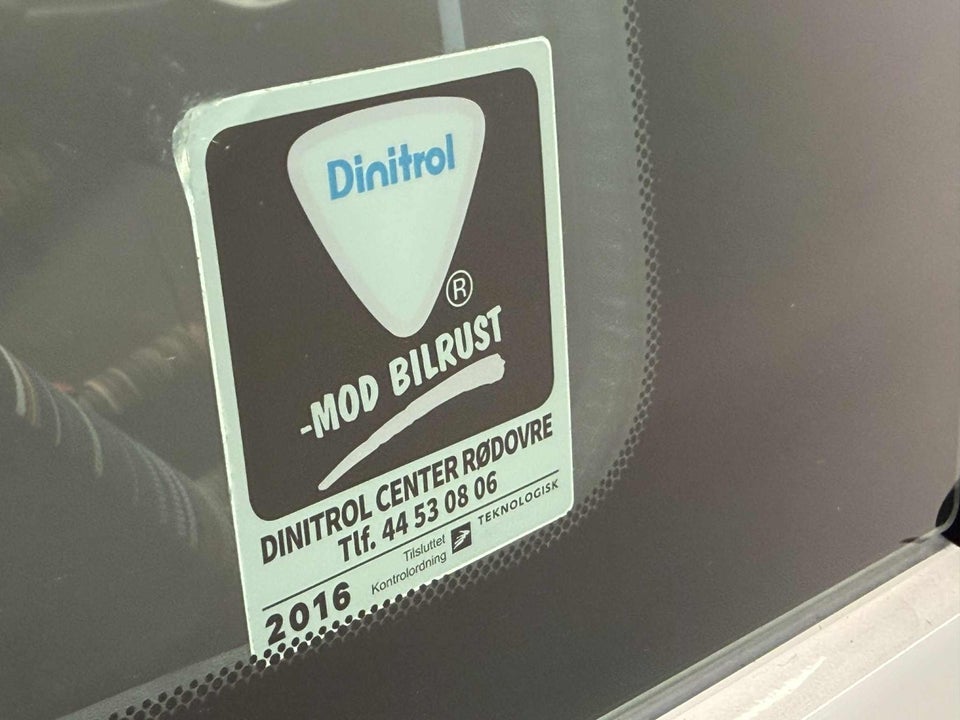 Dinitrol
®
-MOD BILRUST
DINITROL CENTER RØDOVRE
Tlf. 44 53 08 06
Tilsluttet TEKNOLOGISK
Kontrolordning
2016